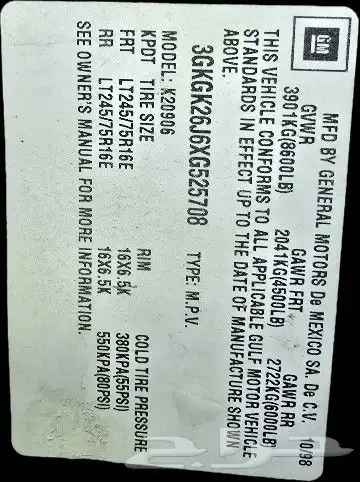 GM
MFD BY GENERAL MOTORS De MEXICO SA. De C.V. 10/98
GVWR GAWR FRT GAWR RR
3901KG(8600LB) 2041KG(4500LB) 2722KG(6000LB)
THIS VEHICLE CONFORMS TO ALL APPLICABLE GULF MOTOR VEHICLE
STANDARDS IN EFFECT UP TO THE DATE OF MANUFACTURE SHOWN
ABOVE.
3GKGK26J6XG525708 TYPE: M.P.V.
MODEL: K20906
KPDT TIRE SIZE RIM COLD TIRE PRESSURE
FRT LT245/75R16E 16X6.5K 380KPA(55PSI)
RR LT245/75R16E 16X6.5K 550KPA(80PSI)
SEE OWNER'S MANUAL FOR MORE INFORMATION.
حراج